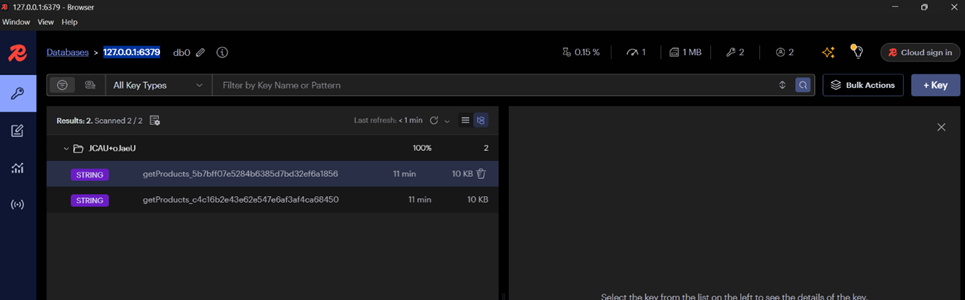 127.0.0.1:6379 - Browser
Window View Help
Databases > 127.0.0.1:6379 db0 0.15 % 1 1 MB 2 2 Cloud sign in
All Key Types Filter by Key Name or Pattern Bulk Actions + Key
Results: 2. Scanned 2 / 2 Last refresh: < 1 min
JCAU+oJaeU 100% 2
STRING getProducts_5b7bff07e5284b6385d7bd32ef6a1856 11 min 10 KB
STRING getProducts_c4c16b2e43e62e547e6af3af4ca68450 11 min 10 KB
Select the key from the list on the left to see the details of the key.